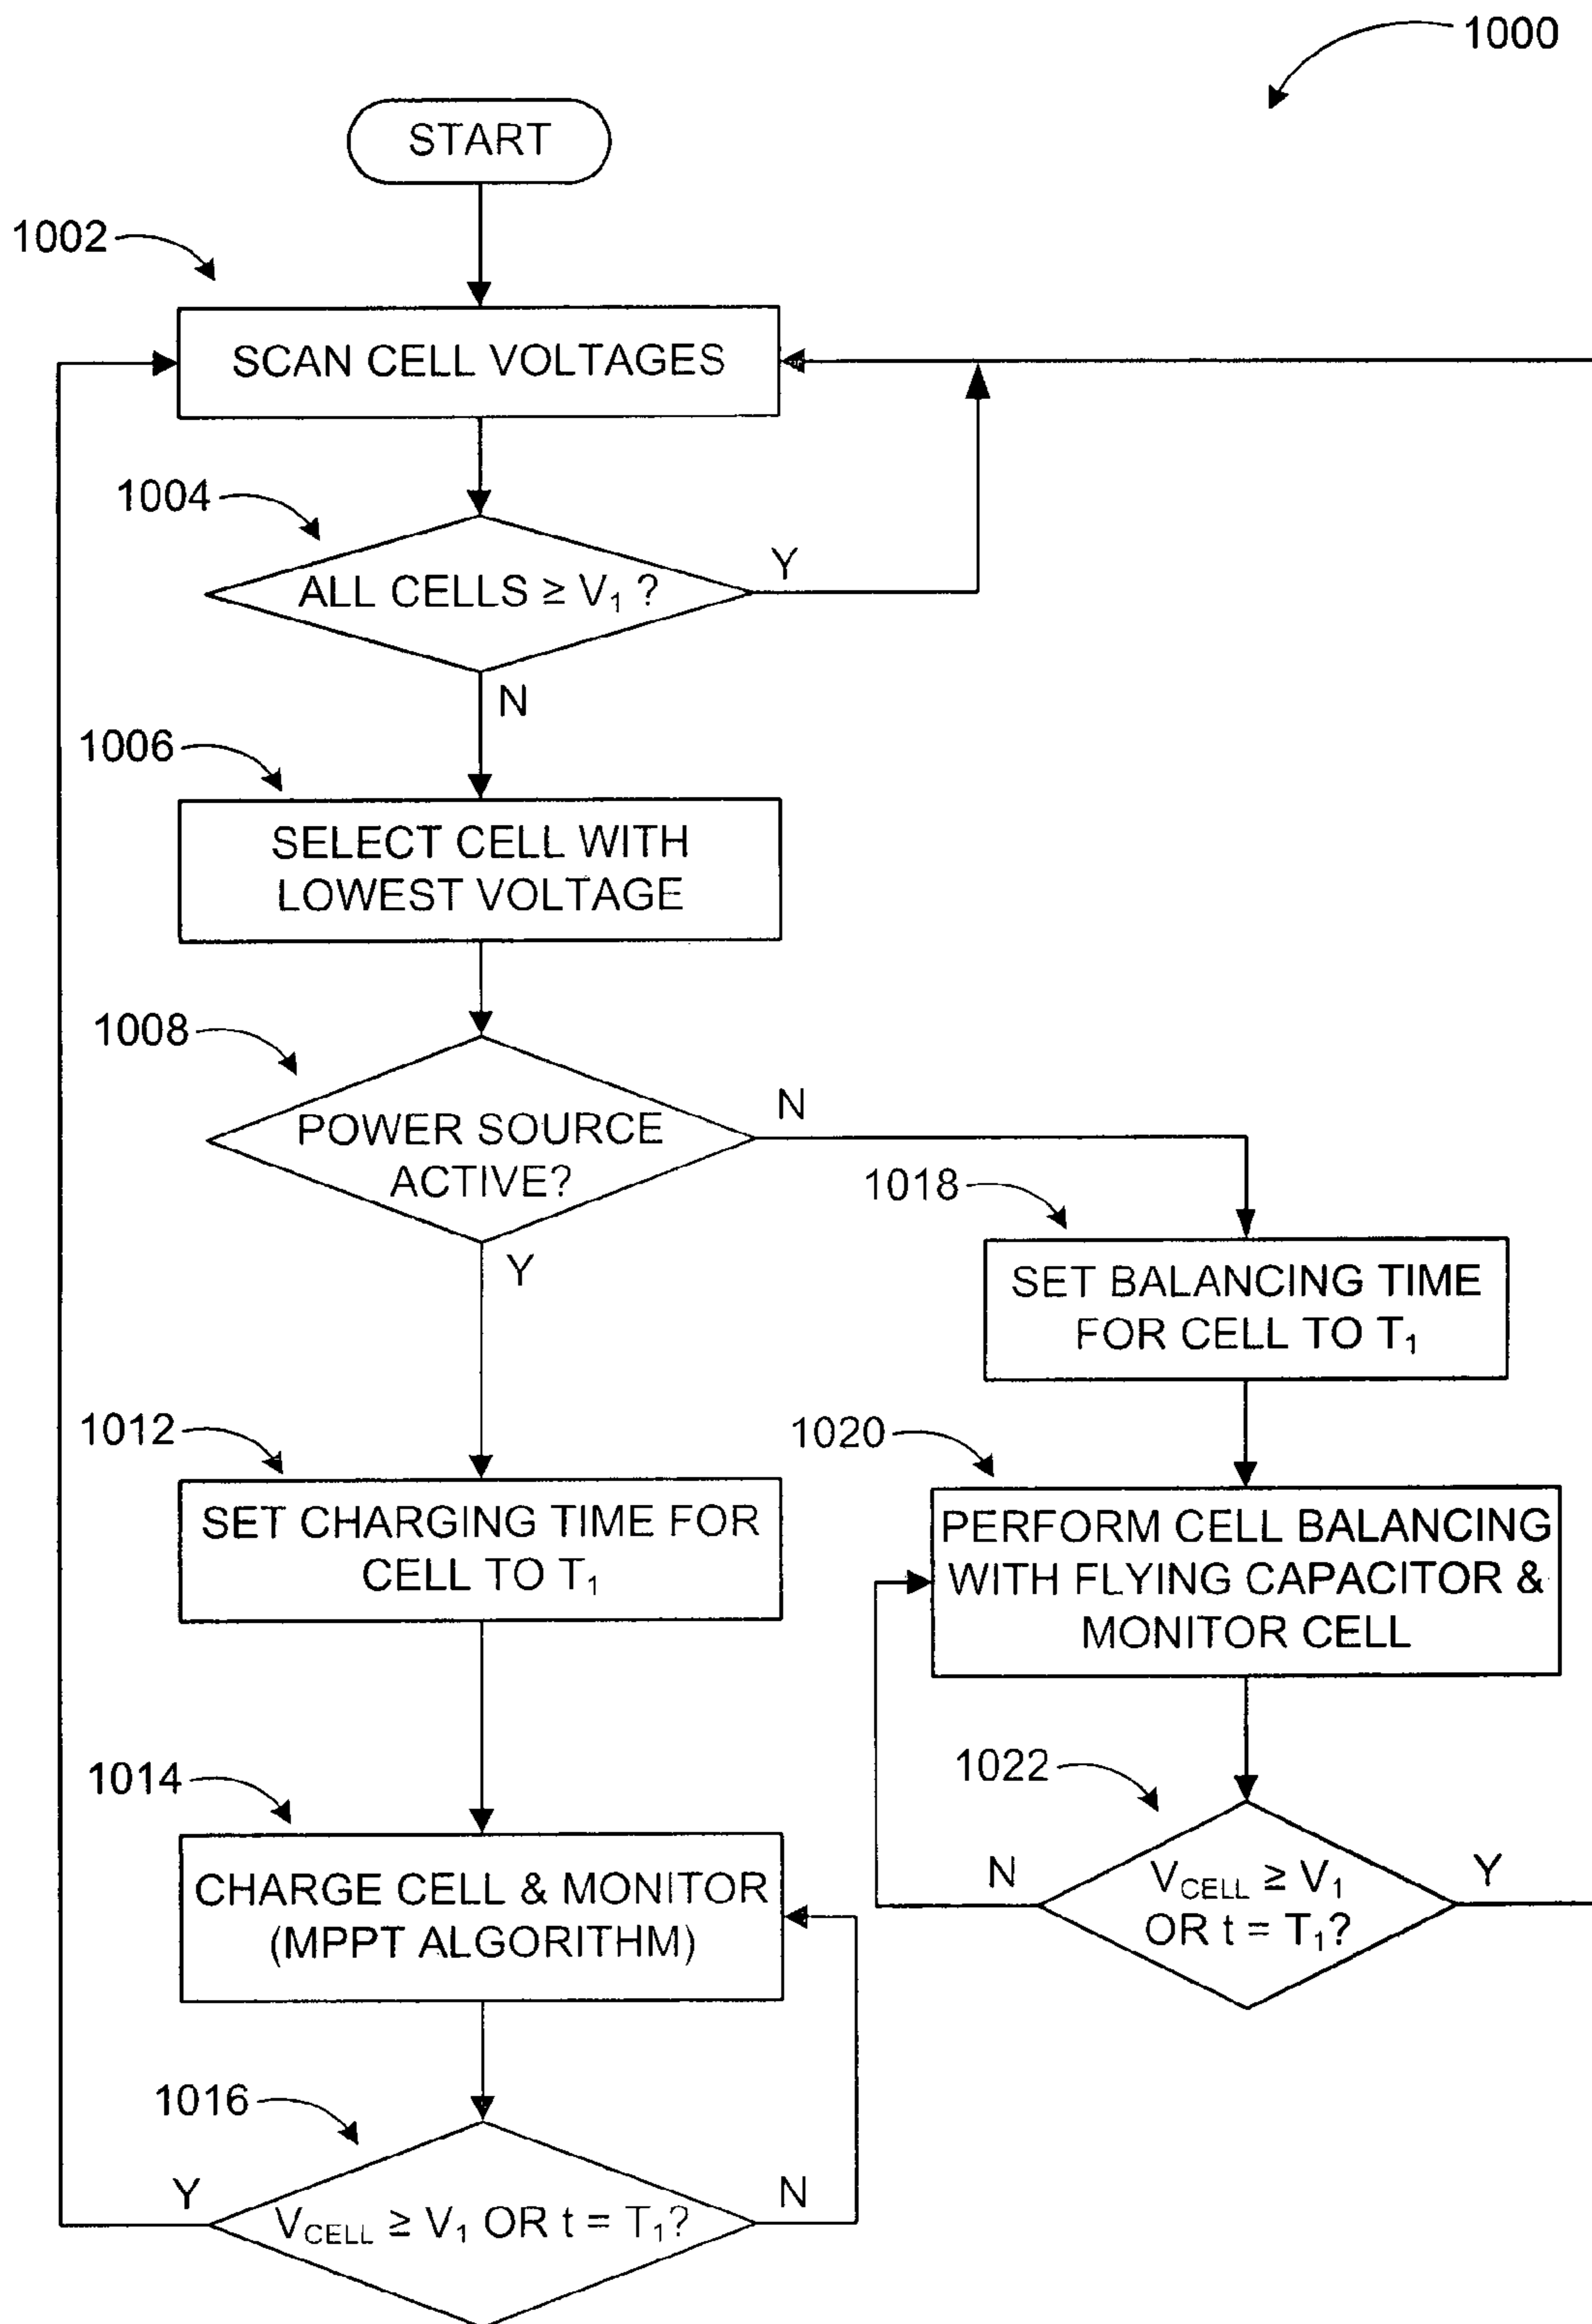 1000
START
1002
SCAN CELL VOLTAGES
1004
ALL CELLS ≥ V₁ ?
Y
N
1006
SELECT CELL WITH
LOWEST VOLTAGE
1008
POWER SOURCE
ACTIVE?
N
Y
1018
SET BALANCING TIME
FOR CELL TO T₁
1012
SET CHARGING TIME FOR
CELL TO T₁
1020
PERFORM CELL BALANCING
WITH FLYING CAPACITOR &
MONITOR CELL
1014
CHARGE CELL & MONITOR
(MPPT ALGORITHM)
1022
N
V_CELL ≥ V₁
OR t = T₁?
Y
1016
Y
V_CELL ≥ V₁ OR t = T₁?
N